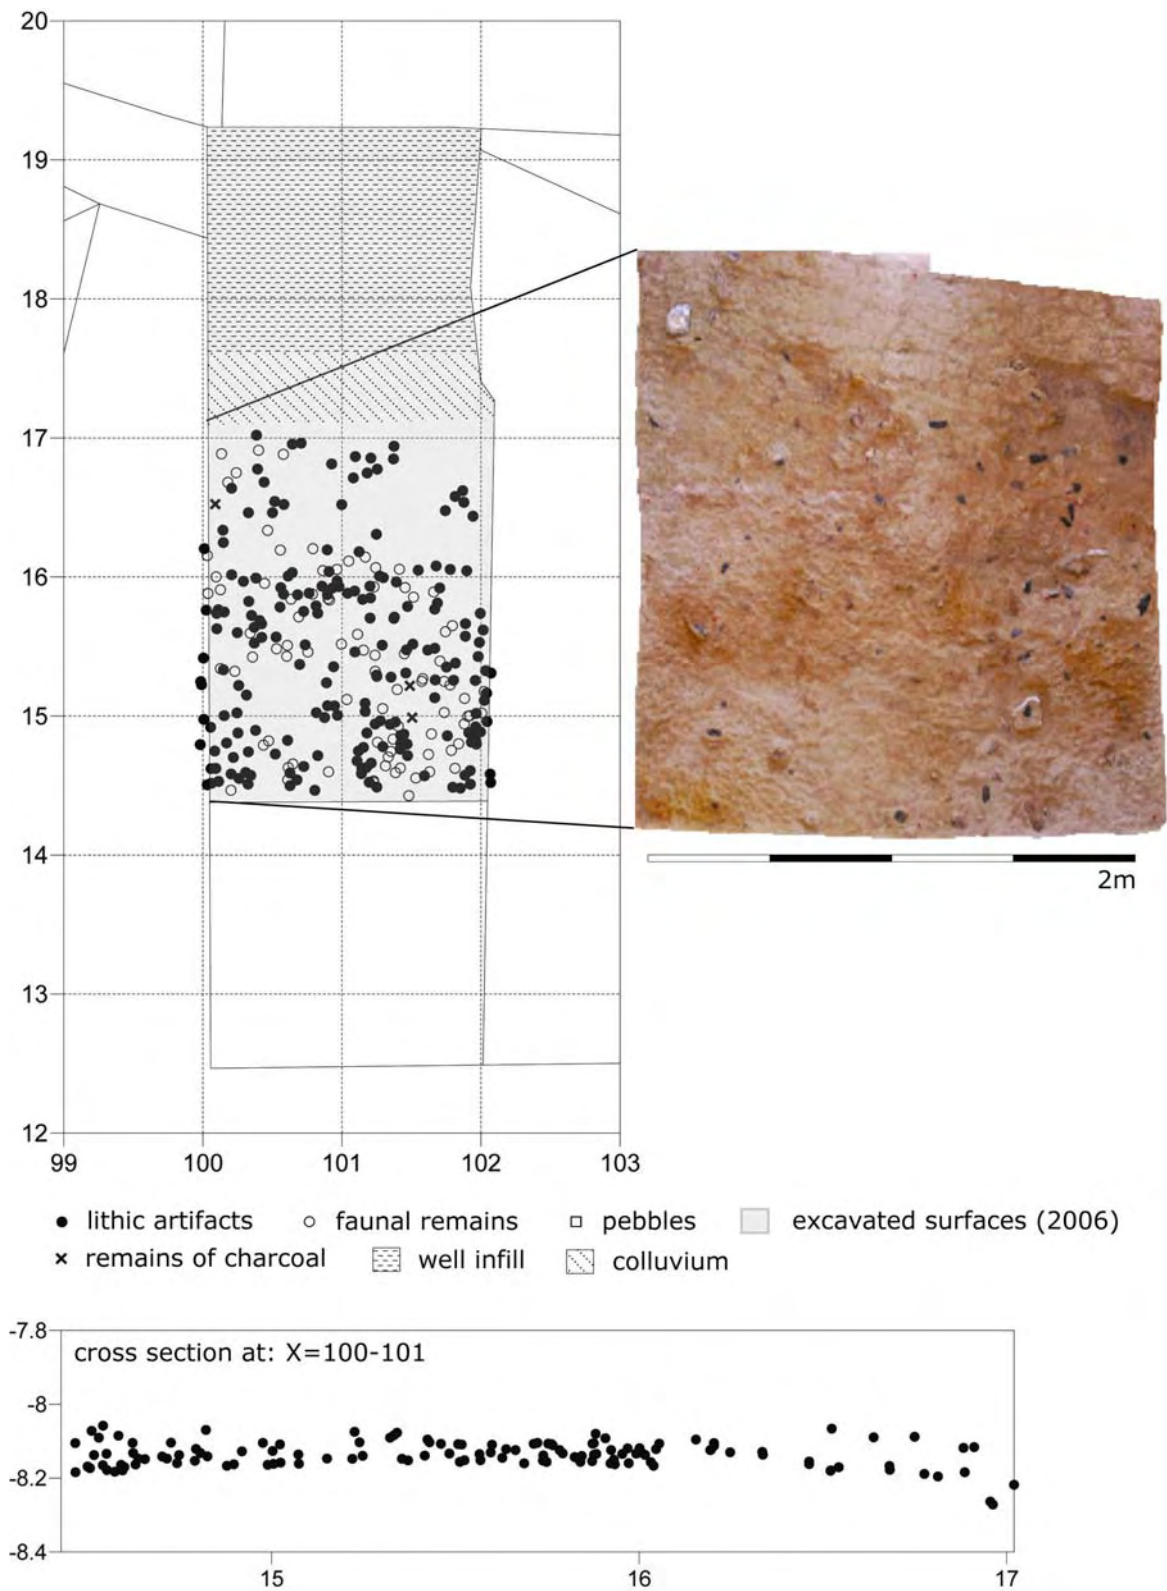 20
19
18
17
16
15
14
13
12
99 100 101 102 103
2m
lithic artifacts faunal remains pebbles excavated surfaces (2006)
remains of charcoal well infill colluvium
cross section at: X=100-101
-7.8
-8
-8.2
-8.4
15 16 17